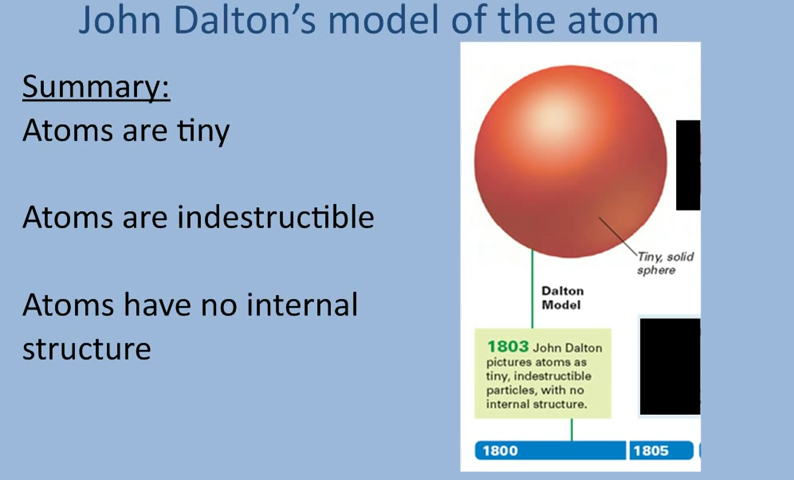 John Dalton's model of the atom
Summary:
Atoms are tiny
Atoms are indestructible
Atoms have no internal
structure
Tiny, solid
sphere
Dalton
Model
1803 John Dalton
pictures atoms as
tiny, indestructible
particles, with no
internal structure.
1800
1805